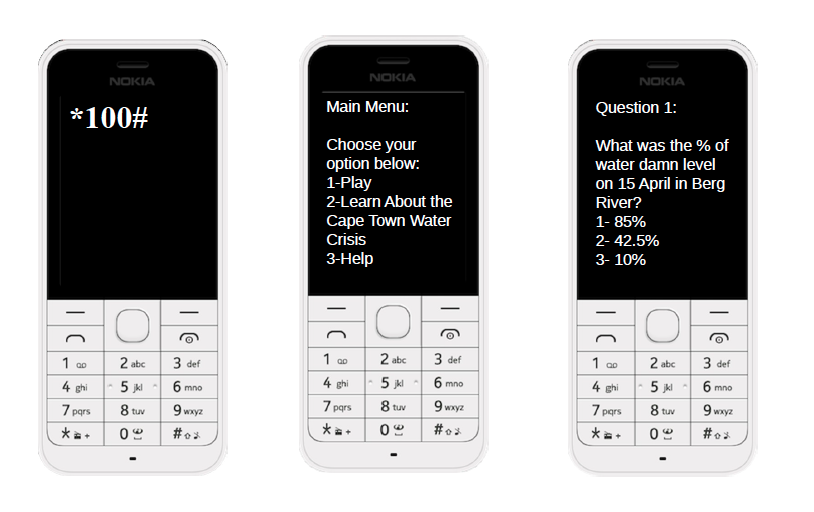 NOKIA
*100#
1
2 abc
3 def
4 ghi
5 jkl
6 mno
7 pqrs
8 tuv
9 wxyz
*
+
0
#
NOKIA
Main Menu:
Choose your
option below:
1-Play
2-Learn About the
Cape Town Water
Crisis
3-Help
1
2 abc
3 def
4 ghi
5 jkl
6 mno
7 pqrs
8 tuv
9 wxyz
*
+
0
#
NOKIA
Question 1:
What was the % of
water damn level
on 15 April in Berg
River?
1- 85%
2- 42.5%
3- 10%
1
2 abc
3 def
4 ghi
5 jkl
6 mno
7 pqrs
8 tuv
9 wxyz
*
+
0
#